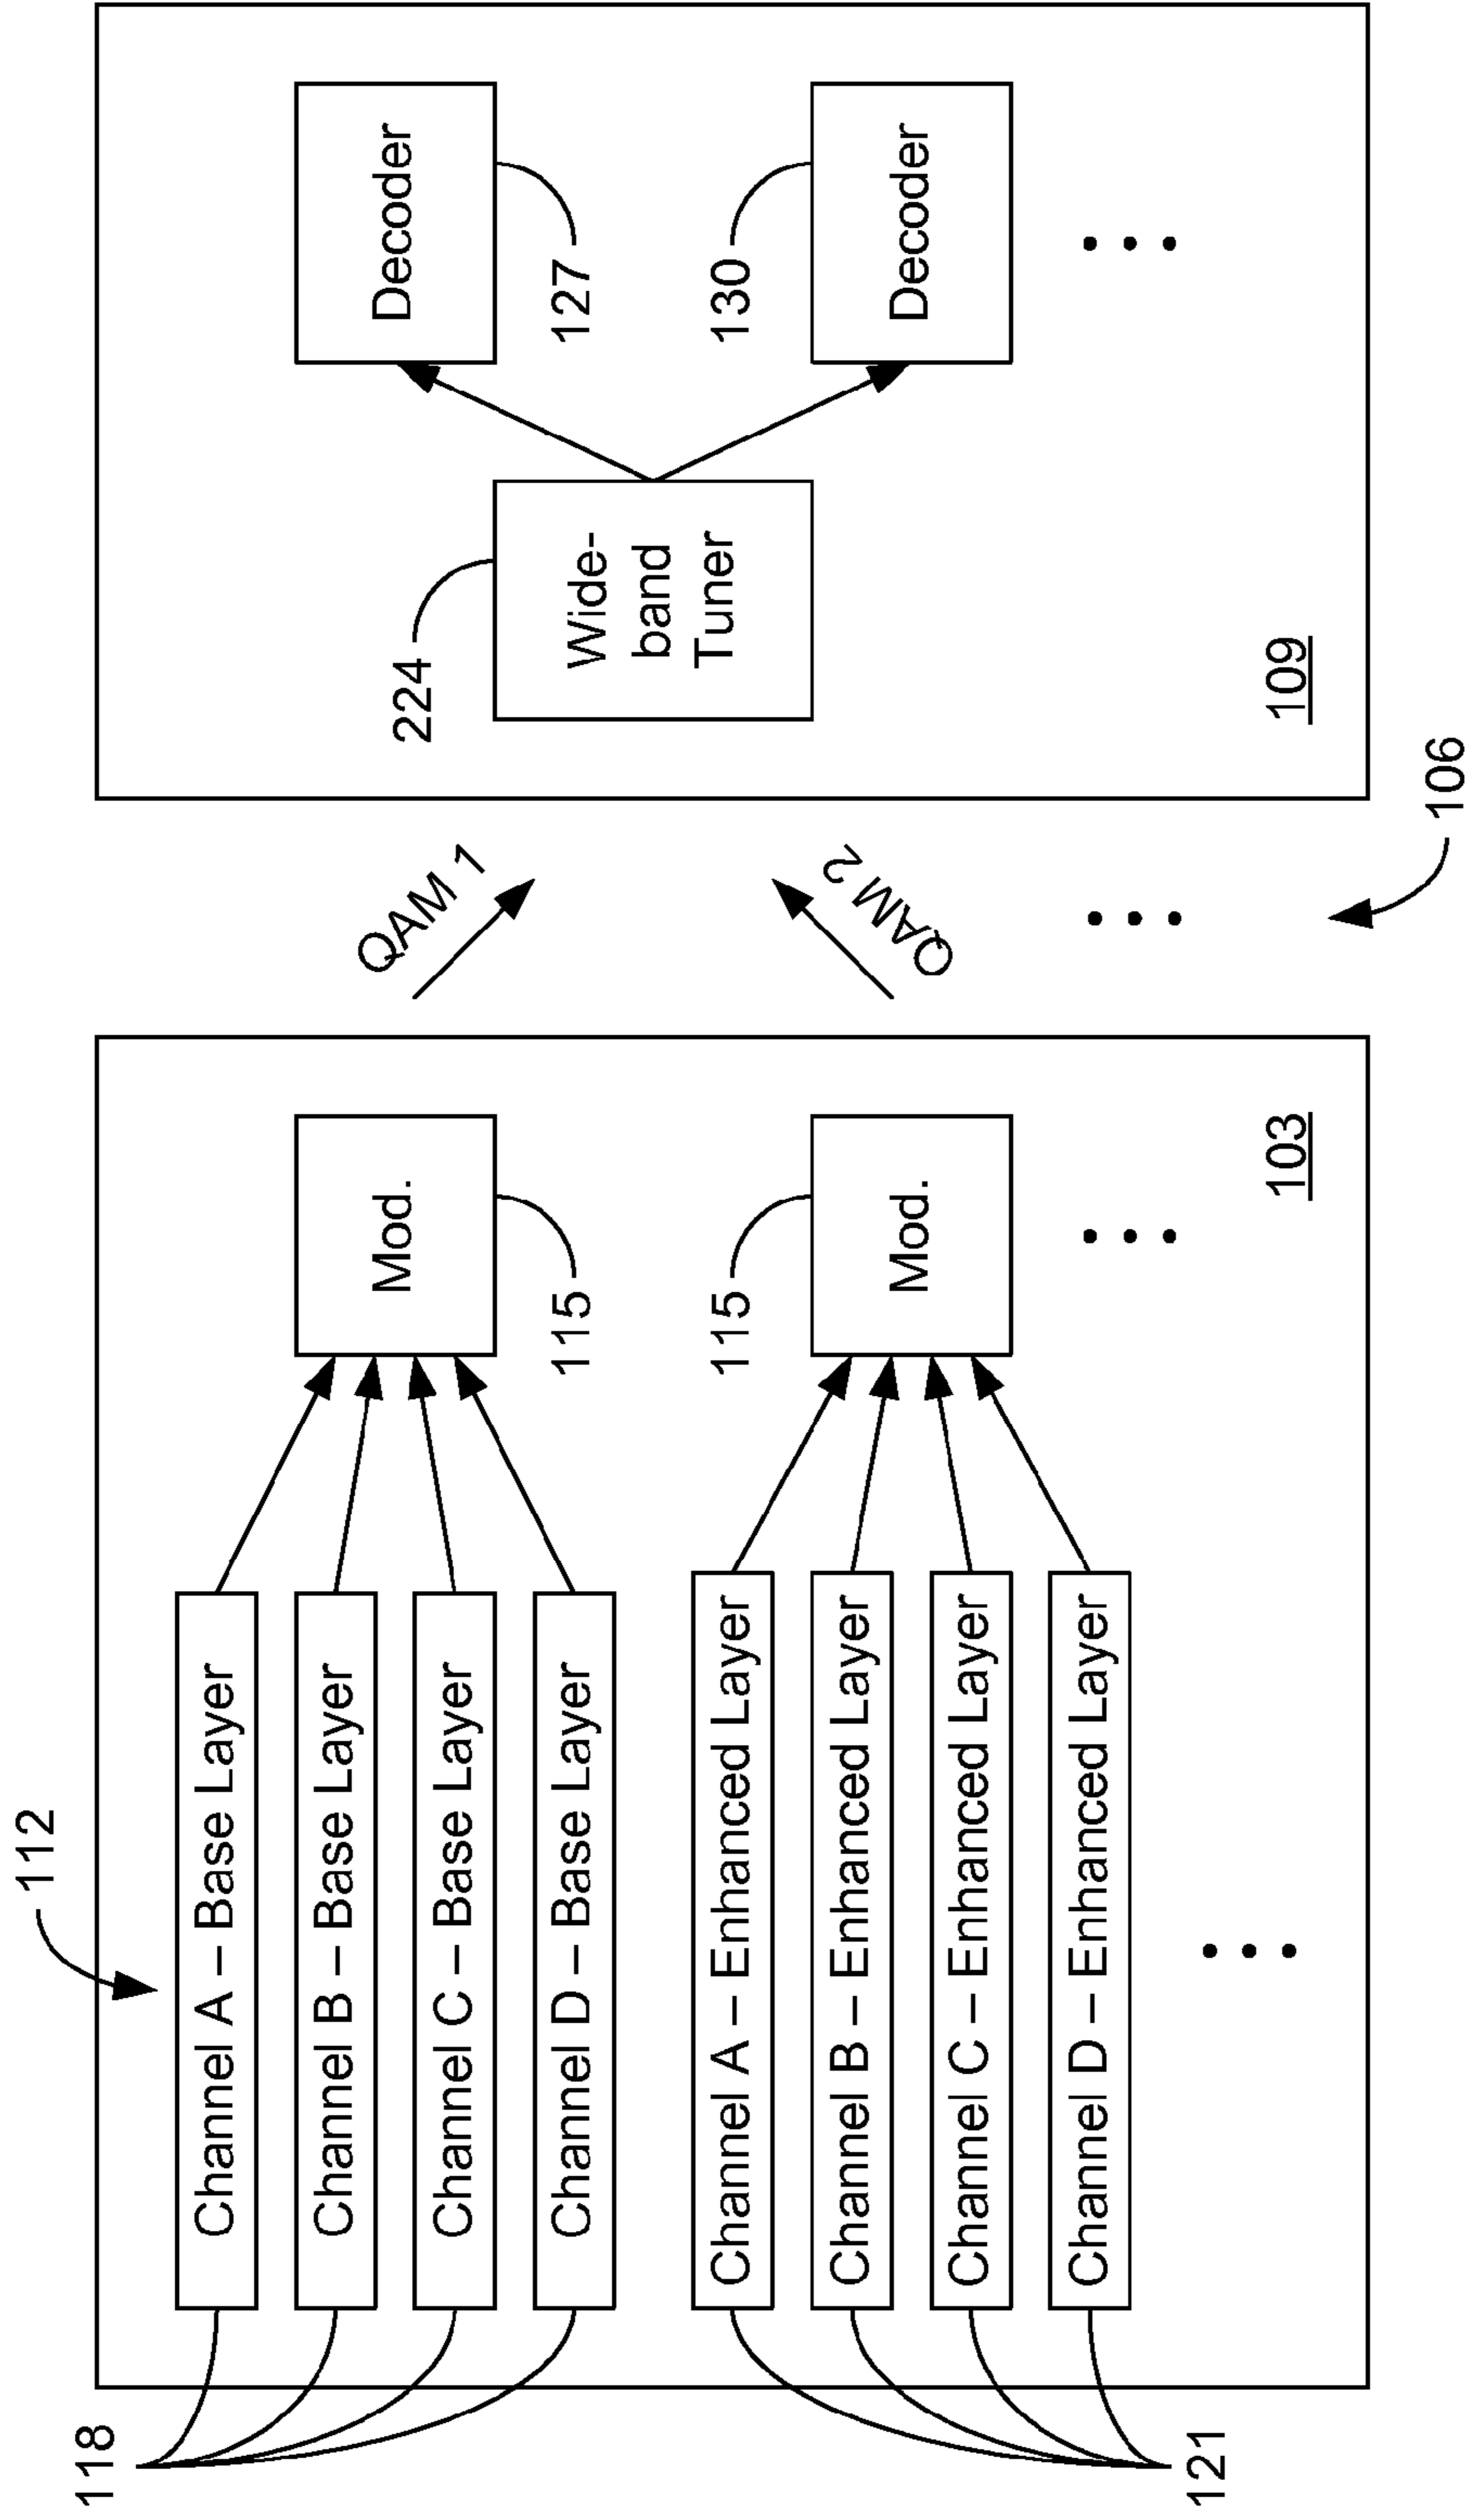 112
118
Channel A – Base Layer
Channel B – Base Layer
Channel C – Base Layer
Channel D – Base Layer
Mod.
115
121
Channel A – Enhanced Layer
Channel B – Enhanced Layer
Channel C – Enhanced Layer
Channel D – Enhanced Layer
115
Mod.
103
QAM 1
QAM 2
106
224
Wide-
band
Tuner
Decoder
127
130
Decoder
109